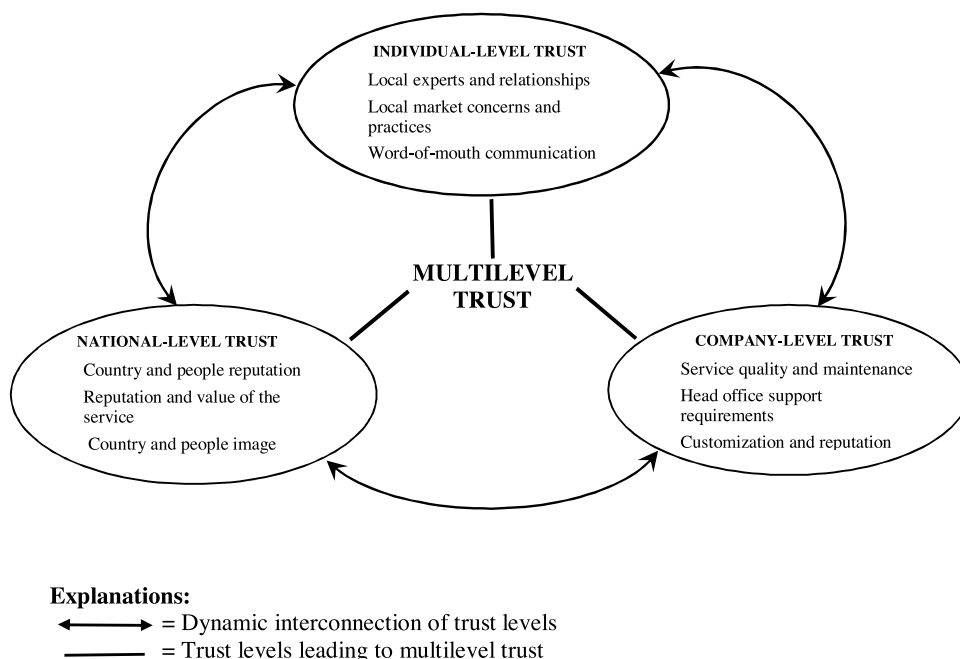 INDIVIDUAL-LEVEL TRUST
Local experts and relationships
Local market concerns and
practices
Word-of-mouth communication
MULTILEVEL
TRUST
NATIONAL-LEVEL TRUST
Country and people reputation
Reputation and value of the
service
Country and people image
COMPANY-LEVEL TRUST
Service quality and maintenance
Head office support
requirements
Customization and reputation
Explanations:
= Dynamic interconnection of trust levels
= Trust levels leading to multilevel trust